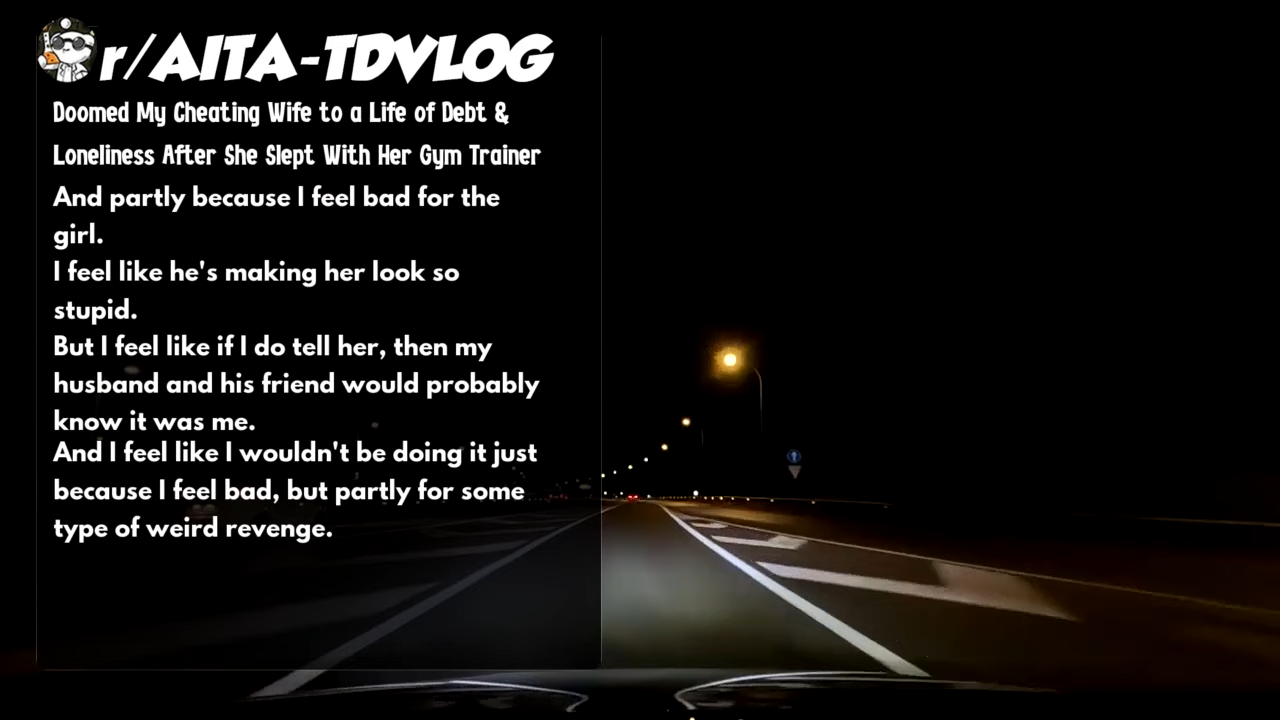 r/AITA-TDVLOG
Doomed My Cheating Wife to a Life of Debt &
Loneliness After She Slept With Her Gym Trainer
And partly because I feel bad for the
girl.
I feel like he's making her look so
stupid.
But I feel like if I do tell her, then my
husband and his friend would probably
know it was me.
And I feel like I wouldn't be doing it just
because I feel bad, but partly for some
type of weird revenge.